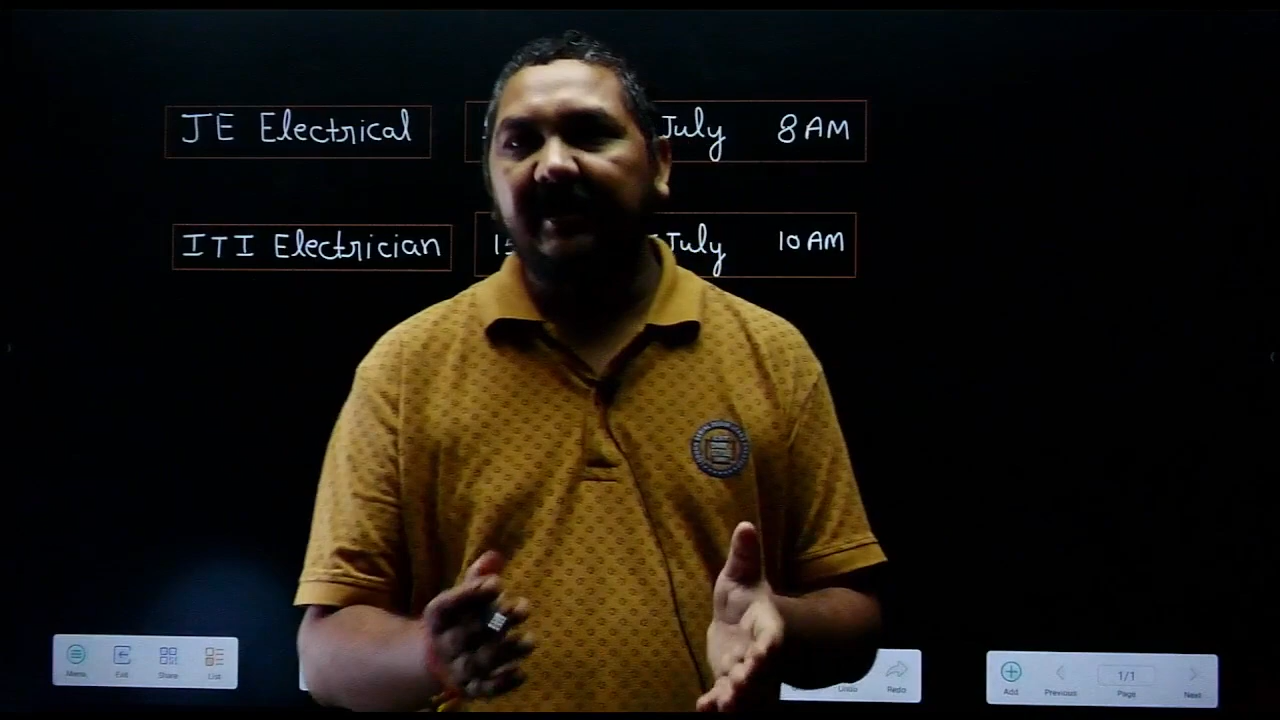 JE Electrical July 8 AM
ITI Electrician July 10 AM
Menu Exit Share List Undo Redo Add Previous 1/1 Page Next